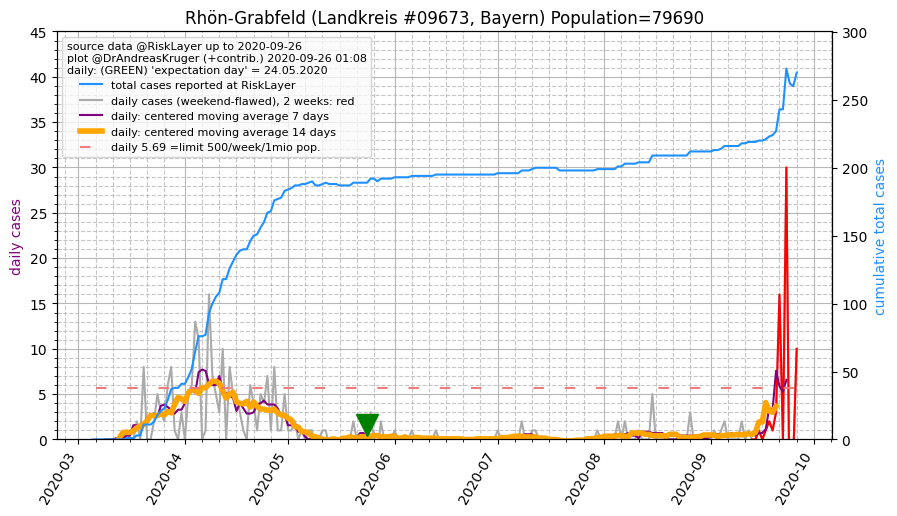 Rhön-Grabfeld (Landkreis #09673, Bayern) Population=79690
source data @RiskLayer up to 2020-09-26
plot @DrAndreasKruger (+contrib.) 2020-09-26 01:08
daily: (GREEN) 'expectation day' = 24.05.2020
total cases reported at RiskLayer
daily cases (weekend-flawed), 2 weeks: red
daily: centered moving average 7 days
daily: centered moving average 14 days
daily 5.69 =limit 500/week/1mio pop.
daily cases
45
40
35
30
25
20
15
10
5
0
cumulative total cases
300
250
200
150
100
50
0
2020-03
2020-04
2020-05
2020-06
2020-07
2020-08
2020-09
2020-10